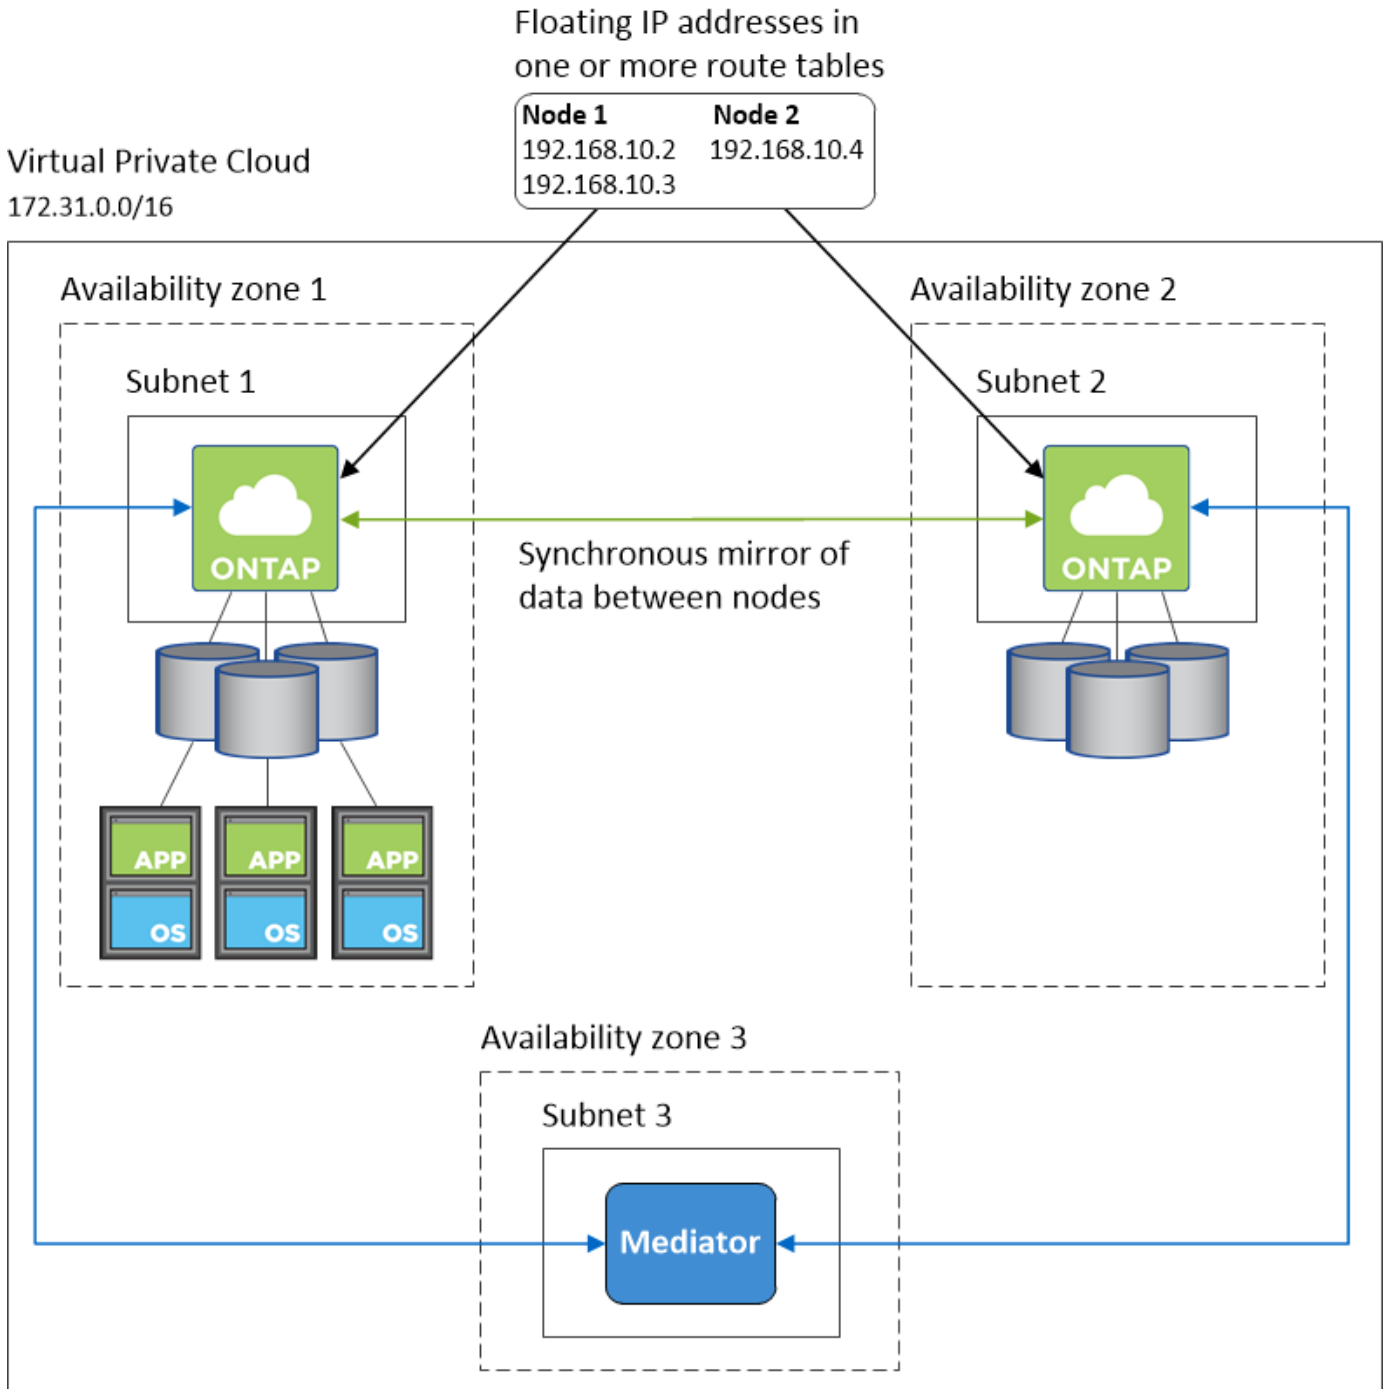 Floating IP addresses in
one or more route tables
Node 1 Node 2
192.168.10.2 192.168.10.4
192.168.10.3
Virtual Private Cloud
172.31.0.0/16
Availability zone 1
Availability zone 2
Subnet 1
Subnet 2
ONTAP
ONTAP
Synchronous mirror of
data between nodes
APP APP APP
OS OS OS
Availability zone 3
Subnet 3
Mediator